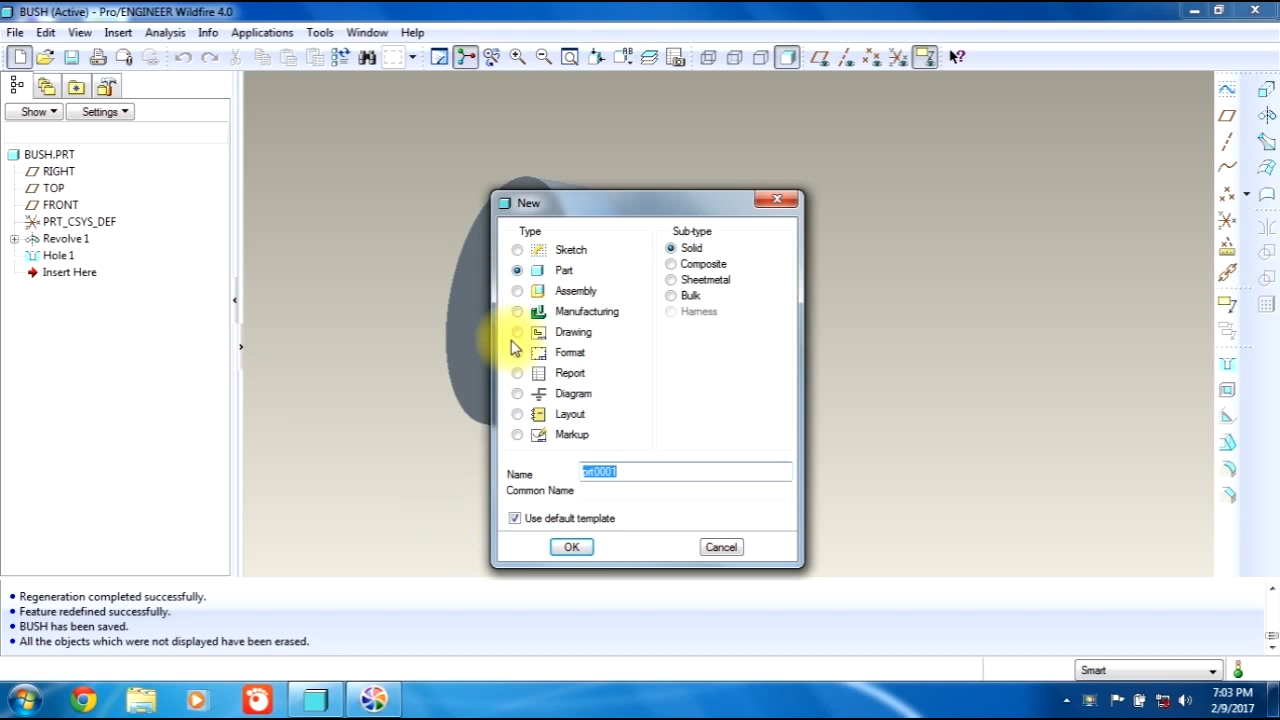 BUSH (Active) - Pro/ENGINEER Wildfire 4.0
File Edit View Insert Analysis Info Applications Tools Window Help
Show Settings
BUSH.PRT
RIGHT
TOP
FRONT
PRT_CSYS_DEF
Revolve 1
Hole 1
Insert Here
New
Type
Sketch
Part
Assembly
Manufacturing
Drawing
Format
Report
Diagram
Layout
Markup
Sub-type
Solid
Composite
Sheetmetal
Bulk
Harness
Name prt0001
Common Name
Use default template
OK Cancel
Regeneration completed successfully.
Feature redefined successfully.
BUSH has been saved.
All the objects which were not displayed have been erased.
Smart
7:03 PM
2/9/2017